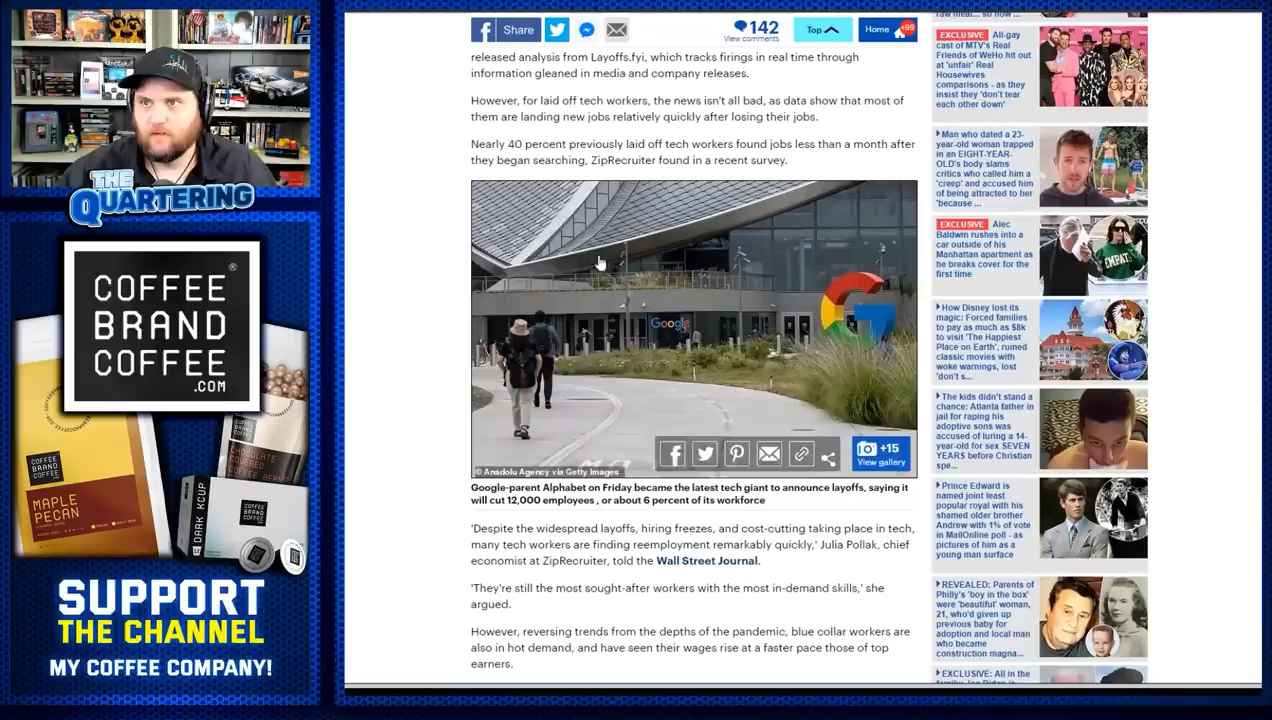 THE
QUARTERING
COFFEE
BRAND
COFFEE
.COM
®
COFFEE
BRAND
COFFEE
MAPLE
PECAN
CHOCOLATE
COVERED
DARK KCUP
COFFEE
BRAND
COFFEE
SUPPORT
THE CHANNEL
MY COFFEE COMPANY!
Share
142
View comments
Top
Home
+99
released analysis from Layoffs.fyi, which tracks firings in real time through
information gleaned in media and company releases.
However, for laid off tech workers, the news isn't all bad, as data show that most of
them are landing new jobs relatively quickly after losing their jobs.
Nearly 40 percent previously laid off tech workers found jobs less than a month after
they began searching, ZipRecruiter found in a recent survey.
Google
+15
View gallery
© Anadolu Agency via Getty Images
Google-parent Alphabet on Friday became the latest tech giant to announce layoffs, saying it
will cut 12,000 employees , or about 6 percent of its workforce
'Despite the widespread layoffs, hiring freezes, and cost-cutting taking place in tech,
many tech workers are finding reemployment remarkably quickly,' Julia Pollak, chief
economist at ZipRecruiter, told the Wall Street Journal.
'They're still the most sought-after workers with the most in-demand skills,' she
argued.
However, reversing trends from the depths of the pandemic, blue collar workers are
also in hot demand, and have seen their wages rise at a faster pace those of top
earners.
raw meat... so how ...
EXCLUSIVE All-gay
cast of MTV's Real
Friends of WeHo hit out
at 'unfair' Real
Housewives
comparisons - as they
insist they 'don't tear
each other down'
Man who dated a 23-
year-old woman trapped
in an EIGHT-YEAR-
OLD's body slams
critics who called him a
'creep' and accused him
of being attracted to her
'because ...
EXCLUSIVE Alec
Baldwin rushes into a
car outside of his
Manhattan apartment as
he breaks cover for the
first time
EMPAT
How Disney lost its
magic: Forced families
to pay as much as $8k
to visit 'The Happiest
Place on Earth', ruined
classic movies with
woke warnings, lost
'don't s...
The kids didn't stand a
chance: Atlanta father in
jail for raping his
adoptive sons was
accused of luring a 14-
year-old for sex SEVEN
YEARS before Christian
spe...
Prince Edward is
named joint least
popular royal with his
shamed older brother
Andrew with 1% of vote
in MailOnline poll - as
pictures of him as a
young man surface
REVEALED: Parents of
Philly's 'boy in the box'
were 'beautiful' woman,
21, who'd given up
previous baby for
adoption and local man
who became
construction magna...
EXCLUSIVE: All in the